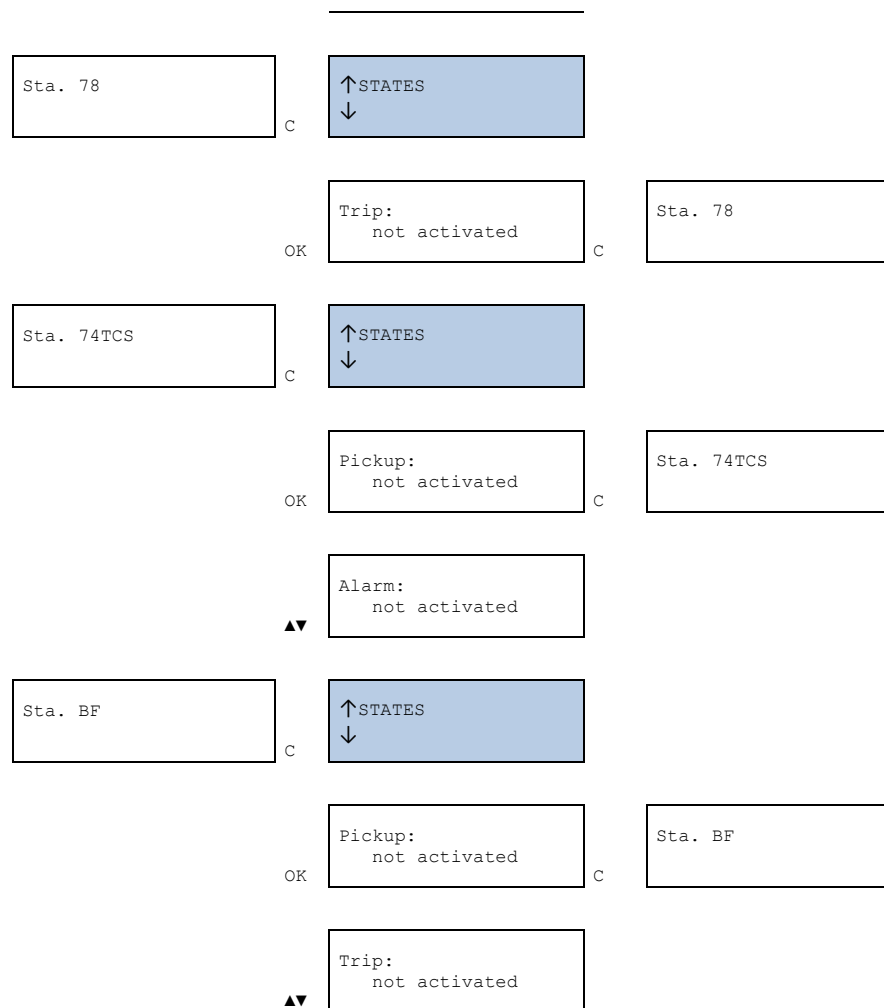 Sta. 78
C
↑STATES
↓
Trip:
not activated
OK
C
Sta. 78
Sta. 74TCS
C
↑STATES
↓
Pickup:
not activated
OK
C
Sta. 74TCS
Alarm:
not activated
▲▼
Sta. BF
C
↑STATES
↓
Pickup:
not activated
OK
C
Sta. BF
Trip:
not activated
▲▼